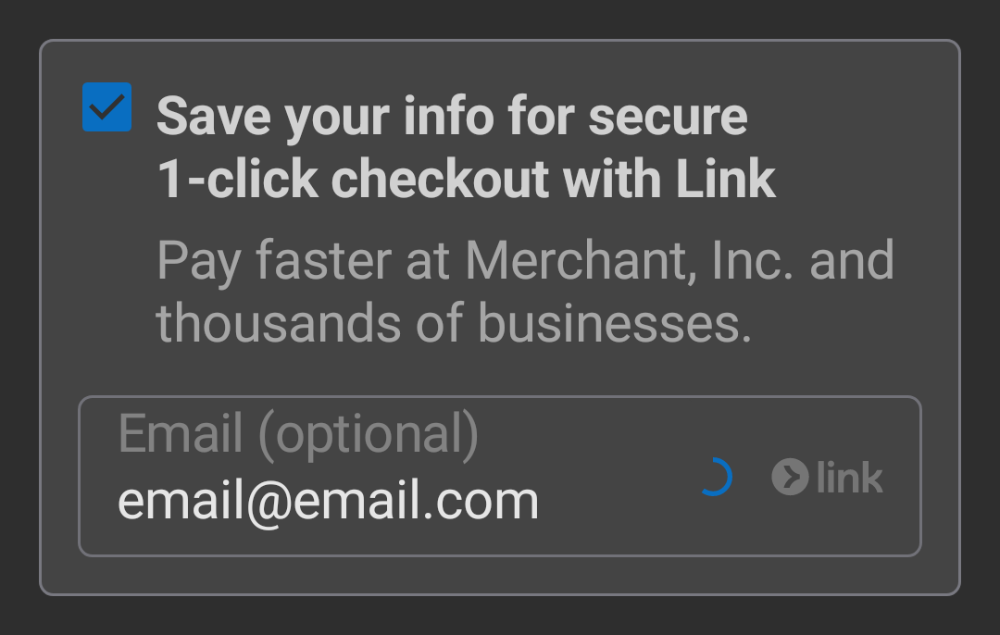 Save your info for secure
1-click checkout with Link
Pay faster at Merchant, Inc. and
thousands of businesses.
Email (optional)
email@email.com
link